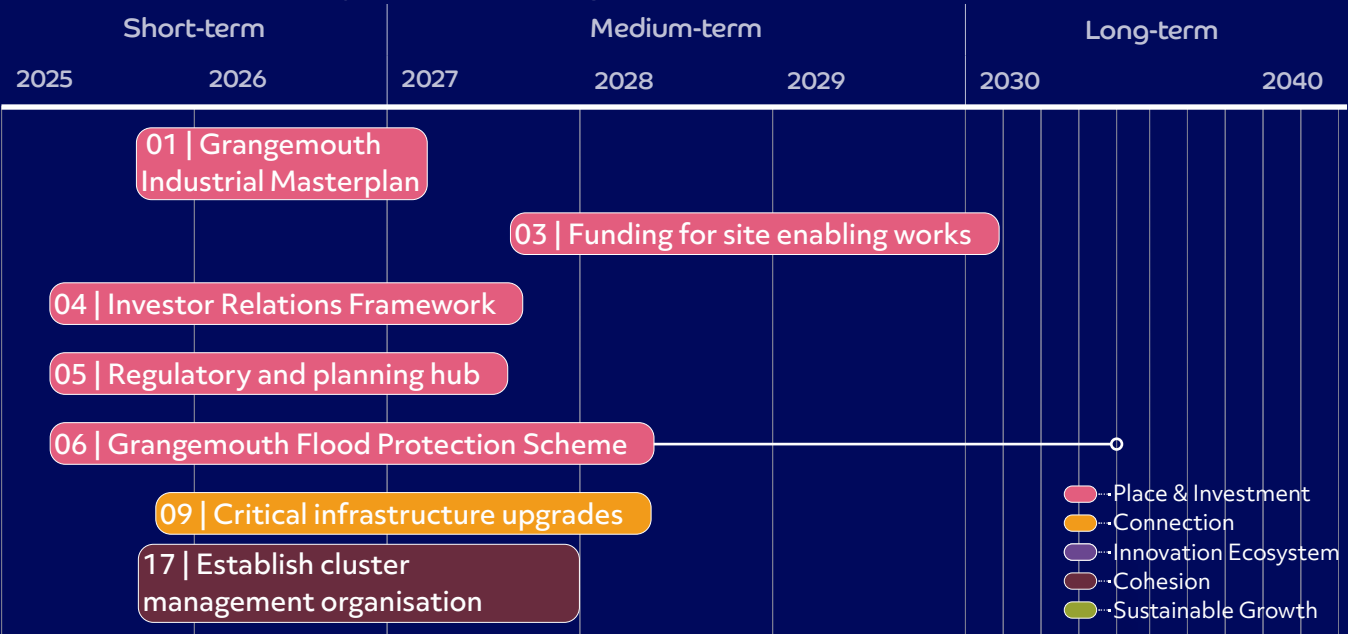 Short-term
Medium-term
Long-term
2025
2026
2027
2028
2029
2030
2040
01 | Grangemouth
Industrial Masterplan
03 | Funding for site enabling works
04 | Investor Relations Framework
05 | Regulatory and planning hub
06 | Grangemouth Flood Protection Scheme
09 | Critical infrastructure upgrades
17 | Establish cluster
management organisation
Place & Investment
Connection
Innovation Ecosystem
Cohesion
Sustainable Growth